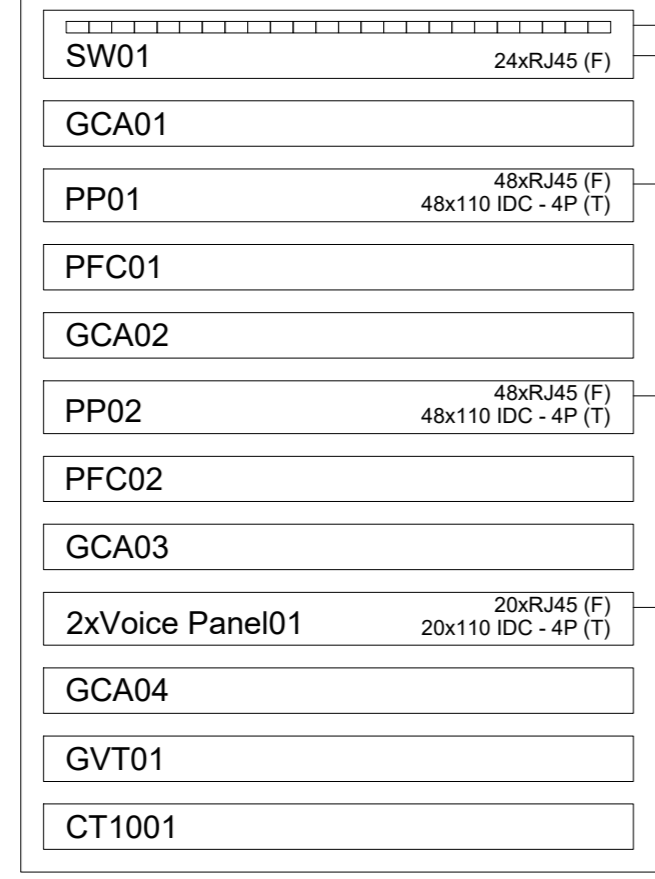 SW01
24xRJ45 (F)
GCA01
PP01
48xRJ45 (F)
48x110 IDC - 4P (T)
PFC01
GCA02
PP02
48xRJ45 (F)
48x110 IDC - 4P (T)
PFC02
GCA03
2xVoice Panel01
20xRJ45 (F)
20x110 IDC - 4P (T)
GCA04
GVT01
CT1001